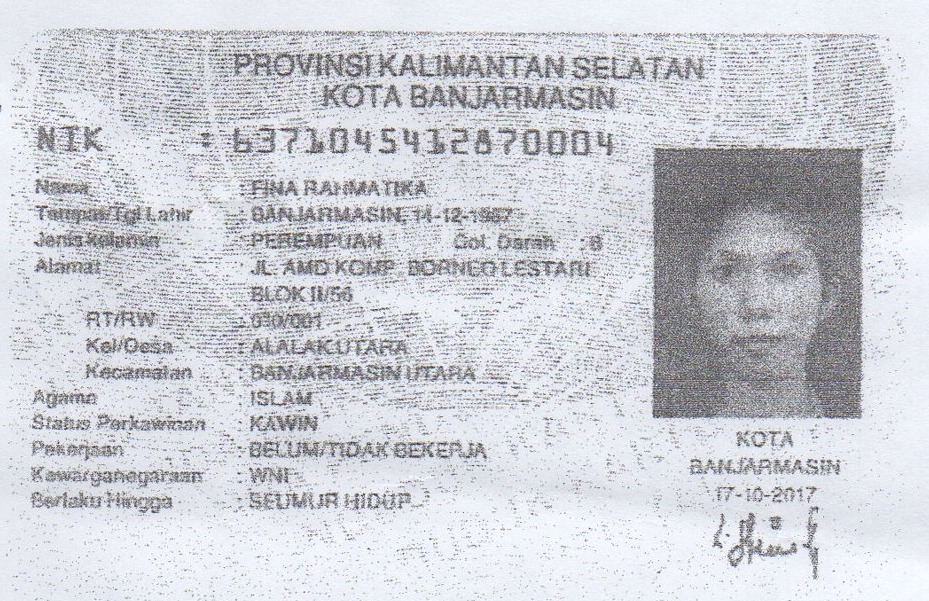 PROVINSI KALIMANTAN SELATAN
KOTA BANJARMASIN
NIK : 6371045412870004
Nama : FINA RAHMATIKA
Tempat/Tgl Lahir : BANJARMASIN, 14-12-1987
Jenis kelamin : PEREMPUAN Gol. Darah : B
Alamat : JL. AMD KOMP. BORNEO LESTARI
BLOK II/56
RT/RW : 030/001
Kel/Desa : ALALAK UTARA
Kecamatan : BANJARMASIN UTARA
Agama : ISLAM
Status Perkawinan : KAWIN
Pekerjaan : BELUM/TIDAK BEKERJA
Kewarganegaraan : WNI
Berlaku Hingga : SEUMUR HIDUP
KOTA
BANJARMASIN
17-10-2017